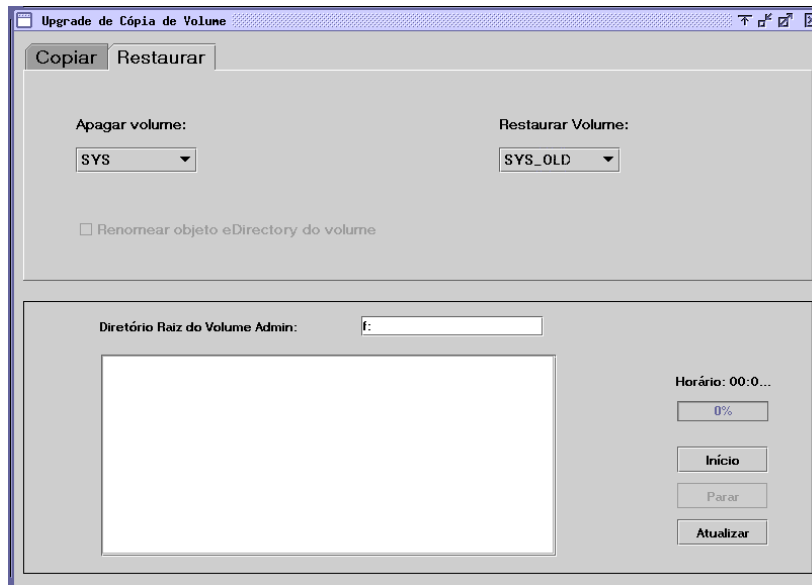 Upgrade de Cópia de Volume
Copiar Restaurar
Apagar volume: Restaurar Volume:
SYS SYS_OLD
Renomear objeto eDirectory do volume
Diretório Raiz do Volume Admin: f:
Horário: 00:0...
0%
Início
Parar
Atualizar